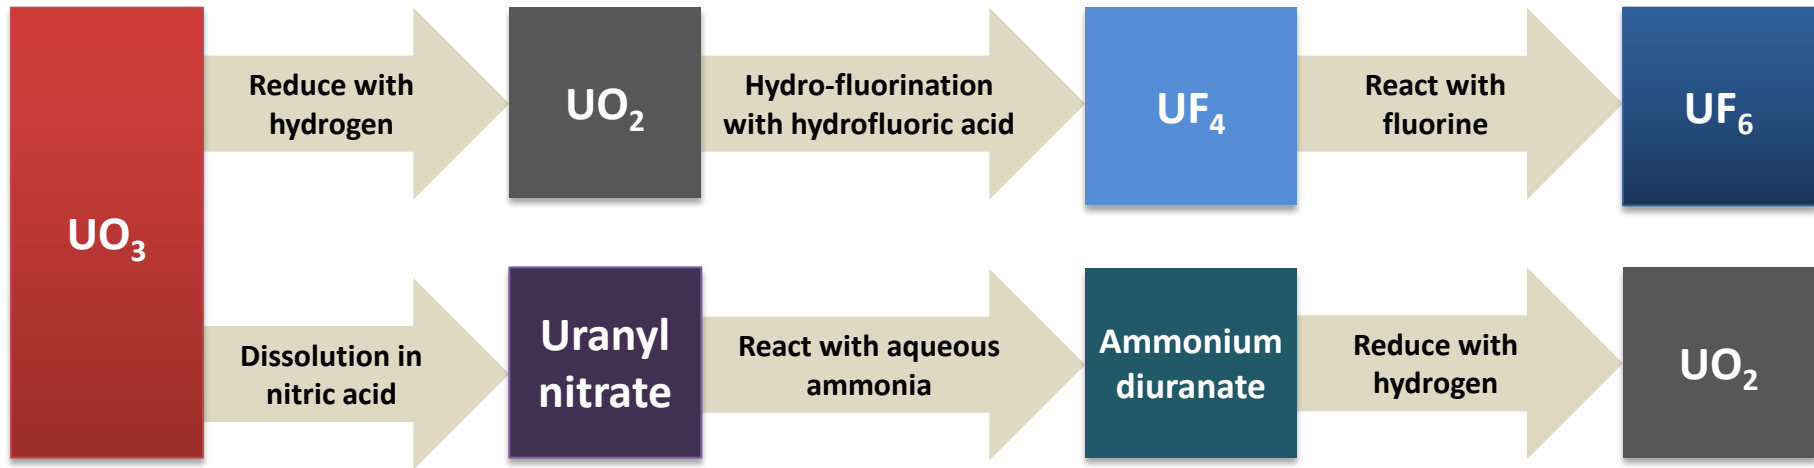 UO₃
Reduce with
hydrogen
UO₂
Hydro-fluorination
with hydrofluoric acid
UF₄
React with
fluorine
UF₆
Dissolution in
nitric acid
Uranyl
nitrate
React with aqueous
ammonia
Ammonium
diuranate
Reduce with
hydrogen
UO₂